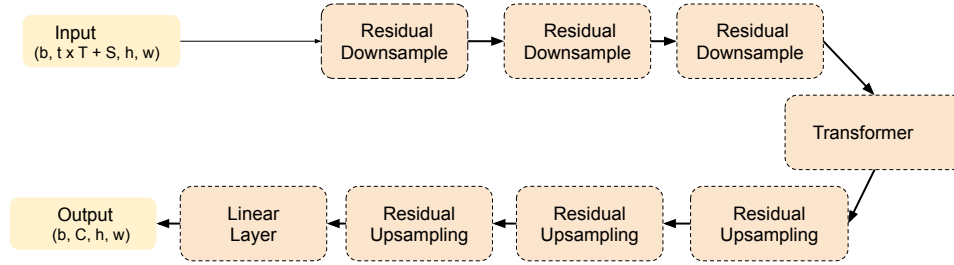 Input
(b, t x T + S, h, w)
Residual
Downsample
Residual
Downsample
Residual
Downsample
Transformer
Output
(b, C, h, w)
Linear
Layer
Residual
Upsampling
Residual
Upsampling
Residual
Upsampling